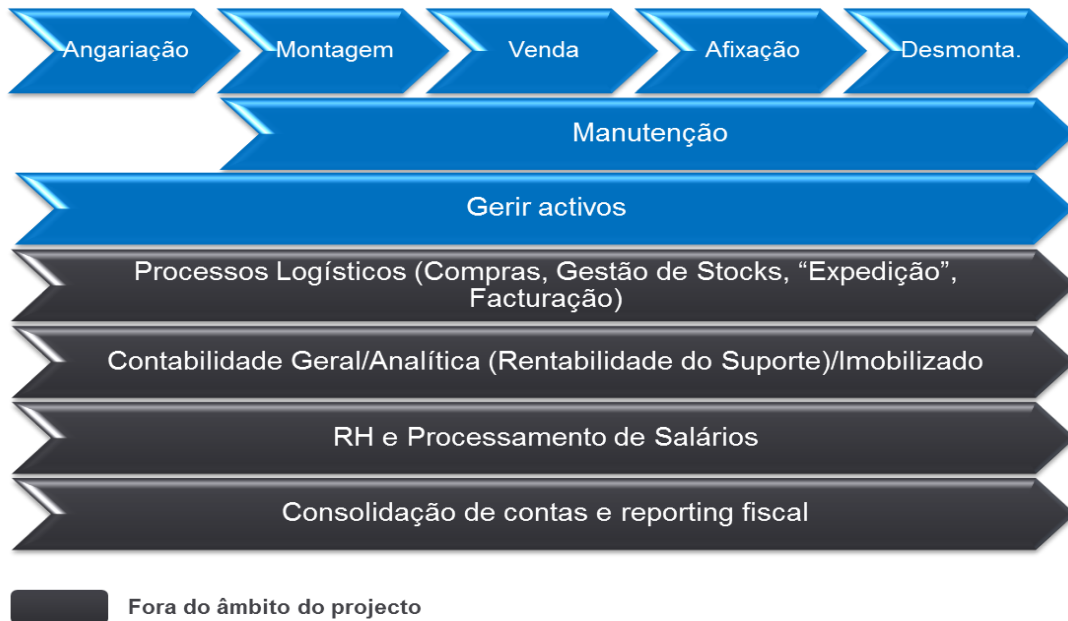 Angariação
Montagem
Venda
Afixação
Desmonta.
Manutenção
Gerir activos
Processos Logísticos (Compras, Gestão de Stocks, “Expedição”,
Facturação)
Contabilidade Geral/Analítica (Rentabilidade do Suporte)/Imobilizado
RH e Processamento de Salários
Consolidação de contas e reporting fiscal
Fora do âmbito do projecto